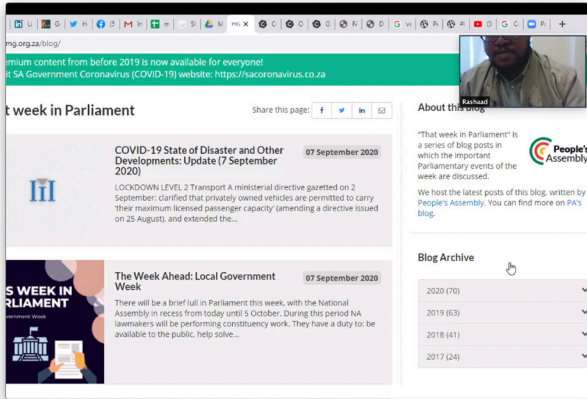 PMG
mg.org.za/blog/
emium content from before 2019 is now available for everyone!
it SA Government Coronavirus (COVID-19) website: https://sacoronavirus.co.za
Rashaad
t week in Parliament
Share this page:
About this blog
COVID-19 State of Disaster and Other
Developments: Update (7 September
2020)
07 September 2020
LOCKDOWN LEVEL 2 Transport A ministerial directive gazetted on 2
September: clarified that privately owned vehicles are permitted to carry
'their maximum licensed passenger capacity' (amending a directive issued
on 25 August), and extended the...
"That week in Parliament" is
a series of blog posts in
which the important
Parliamentary events of the
week are discussed.
People's
Assembly
We host the latest posts of this blog, written by
People's Assembly. You can find more on PA's
blog.
S WEEK IN
RLIAMENT
vernment Week
The Week Ahead: Local Government
Week
07 September 2020
There will be a brief lull in Parliament this week, with the National
Assembly in recess from today until 5 October. During this period NA
lawmakers will be performing constituency work. They have a duty to: be
available to the public, help solve...
Blog Archive
2020 (70)
2019 (63)
2018 (41)
2017 (24)